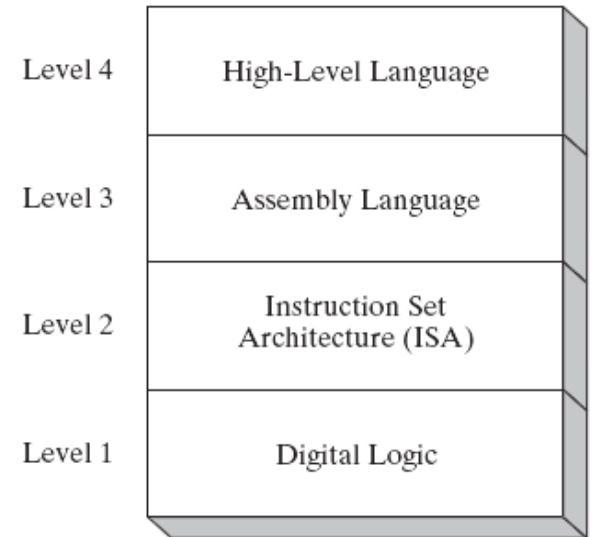 Level 4
High-Level Language
Level 3
Assembly Language
Level 2
Instruction Set
Architecture (ISA)
Level 1
Digital Logic